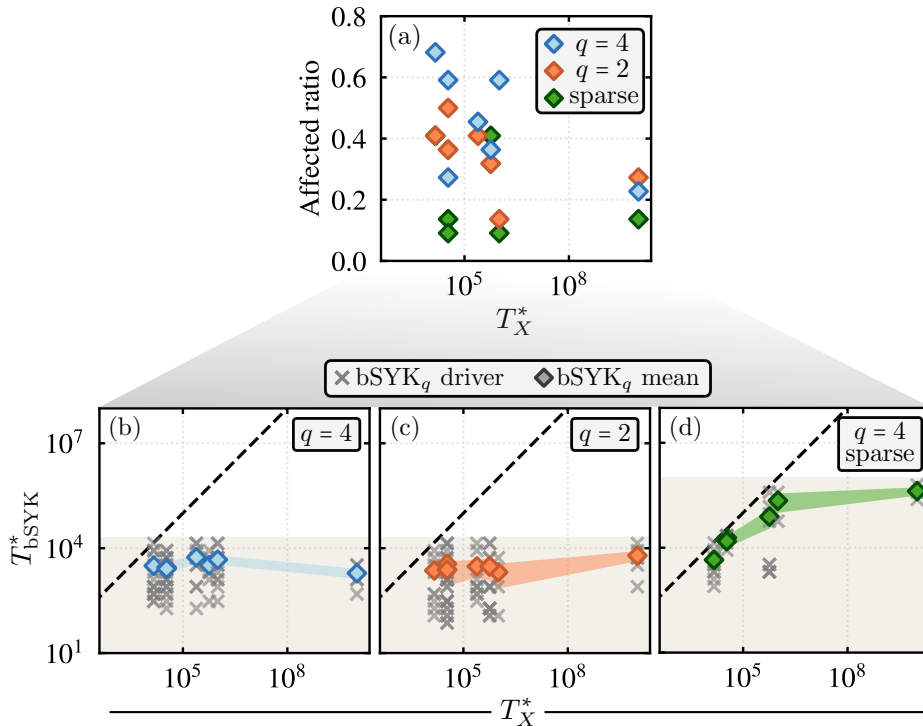 (a)
q = 4
q = 2
sparse
Affected ratio
0.8
0.6
0.4
0.2
0.0
10^5
10^8
T*_X
bSYK_q driver
bSYK_q mean
(b)
q = 4
(c)
q = 2
(d)
q = 4
sparse
T*_bSYK
10^7
10^4
10^1
10^5
10^8
10^5
10^8
10^5
10^8
T*_X